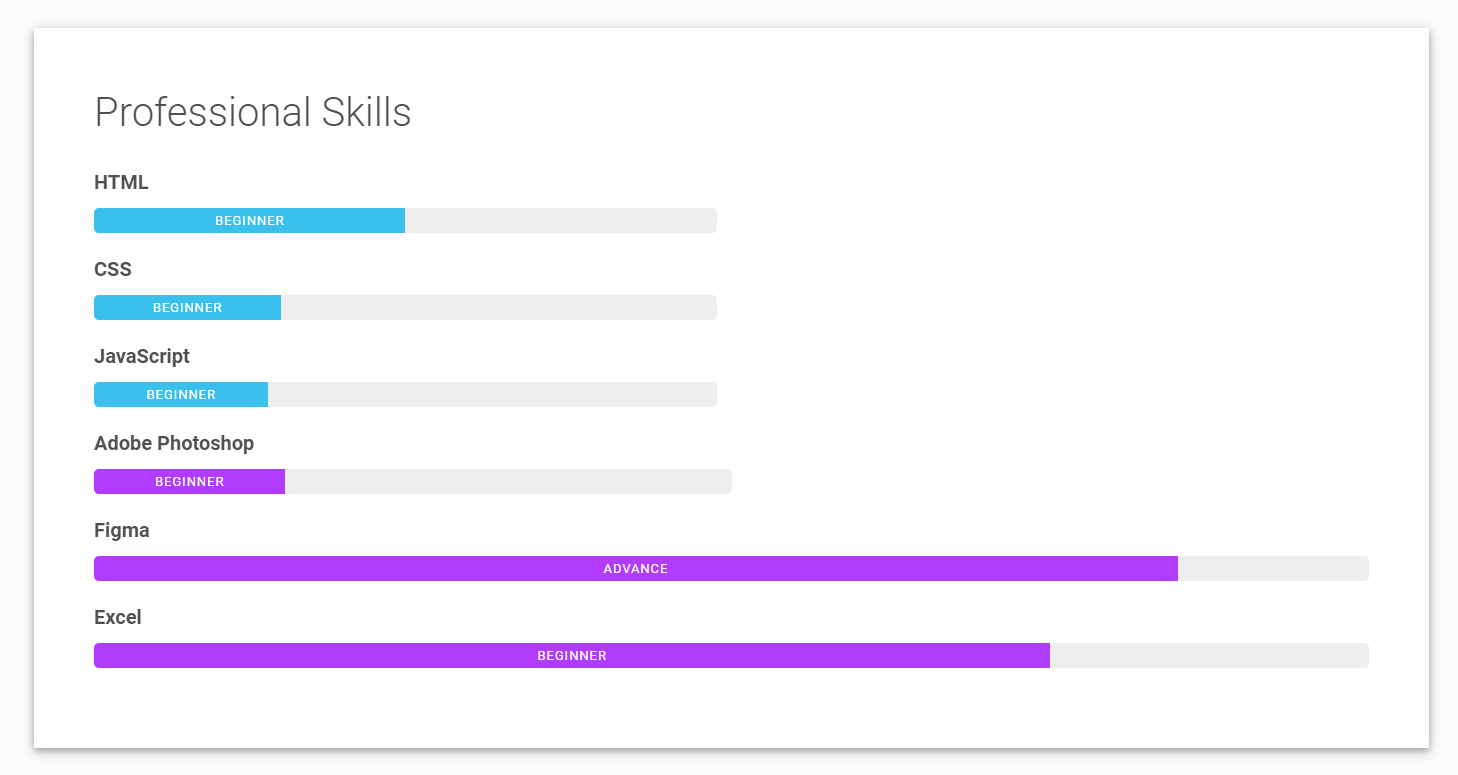 Professional Skills
HTML
BEGINNER
CSS
BEGINNER
JavaScript
BEGINNER
Adobe Photoshop
BEGINNER
Figma
ADVANCE
Excel
BEGINNER